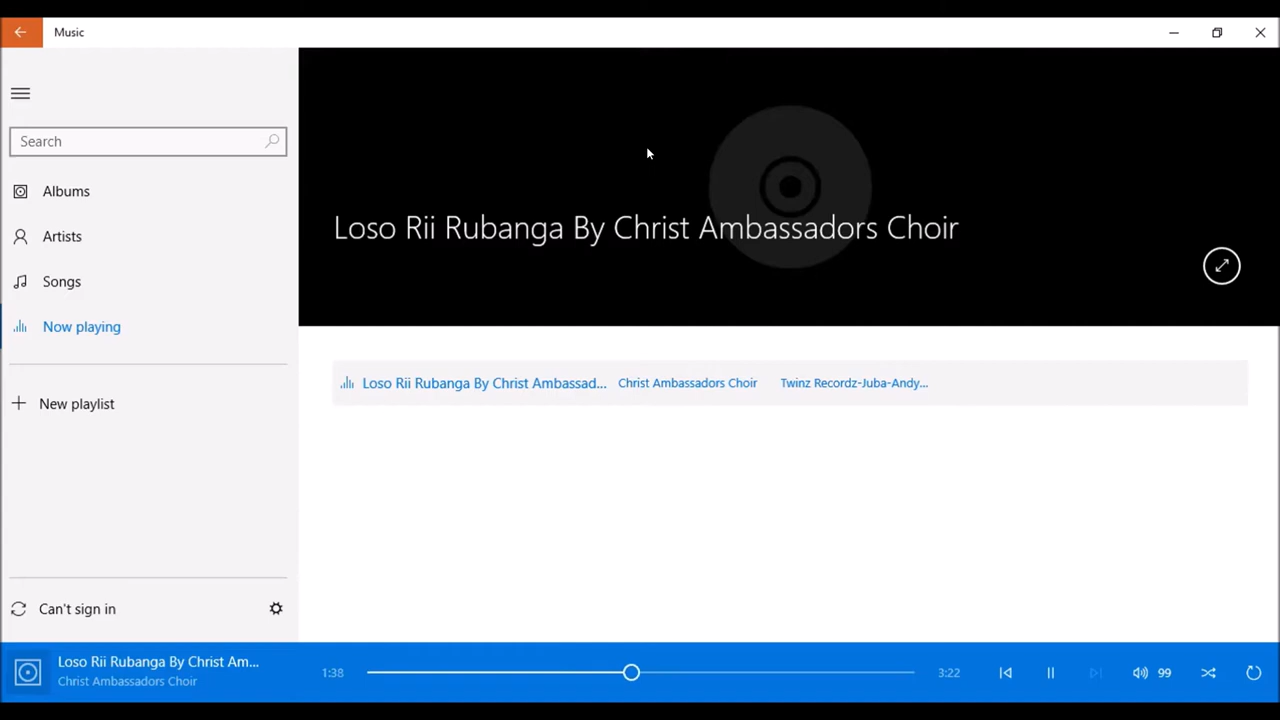 Music
Search
Albums
Artists
Songs
Now playing
New playlist
Can't sign in
Loso Rii Rubanga By Christ Ambassadors Choir
Loso Rii Rubanga By Christ Ambassad... Christ Ambassadors Choir Twinz Recordz-Juba-Andy...
Loso Rii Rubanga By Christ Am...
Christ Ambassadors Choir
1:38 3:22 99